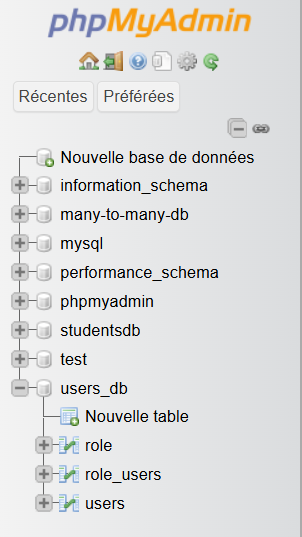 phpMyAdmin
Récentes Préférées
Nouvelle base de données
information_schema
many-to-many-db
mysql
performance_schema
phpmyadmin
studentsdb
test
users_db
Nouvelle table
role
role_users
users